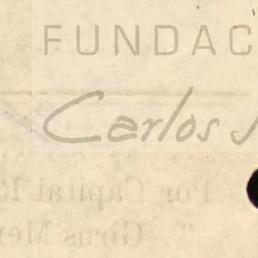 FUNDAC
Carlos J
Por Capital
" Giros